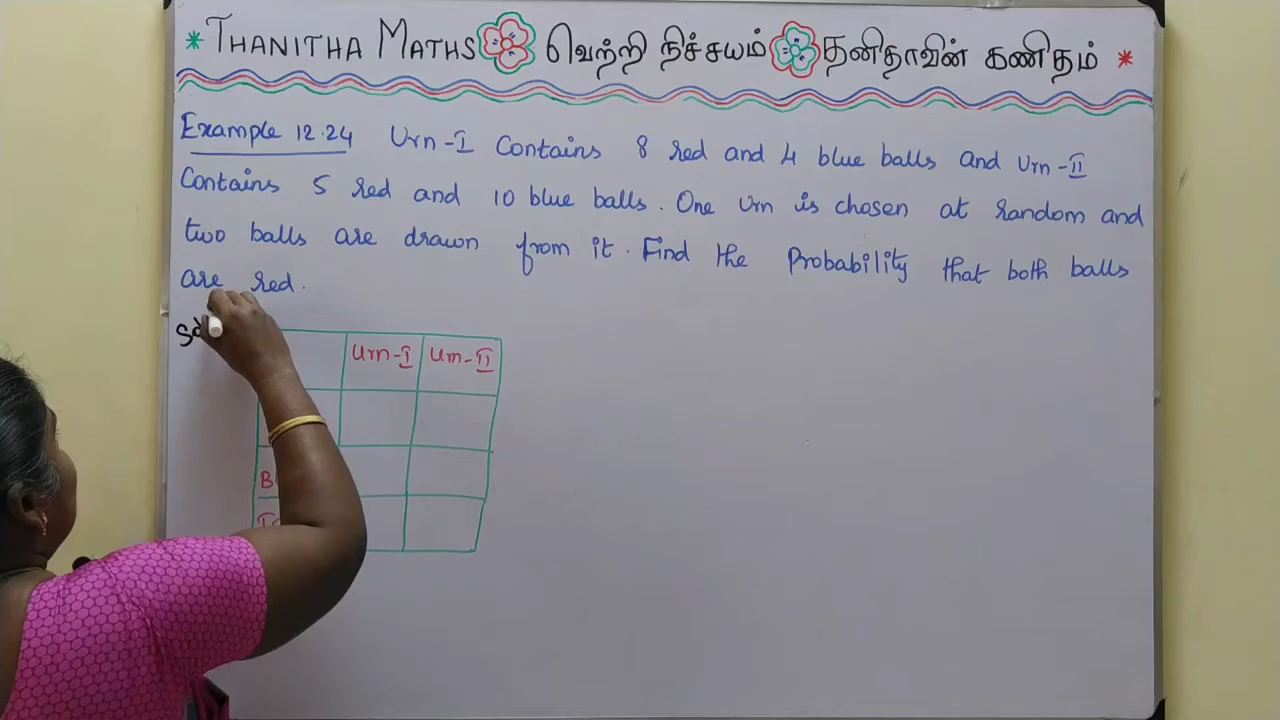 * THANITHA MATHS வெற்றி நிச்சயம் தனிதாவின் கணிதம் *
Example 12.24 Urn-I Contains 8 red and 4 blue balls and Urn-II
Contains 5 red and 10 blue balls. One Urn is chosen at random and
two balls are drawn from it. Find the Probability that both balls
are red.
Urn-I Urn-II